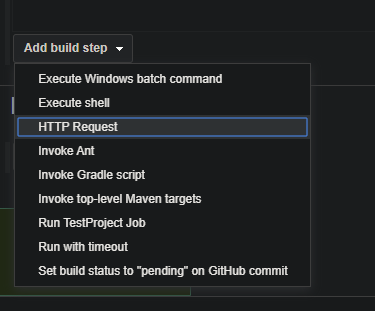 Add build step
Execute Windows batch command
Execute shell
HTTP Request
Invoke Ant
Invoke Gradle script
Invoke top-level Maven targets
Run TestProject Job
Run with timeout
Set build status to "pending" on GitHub commit